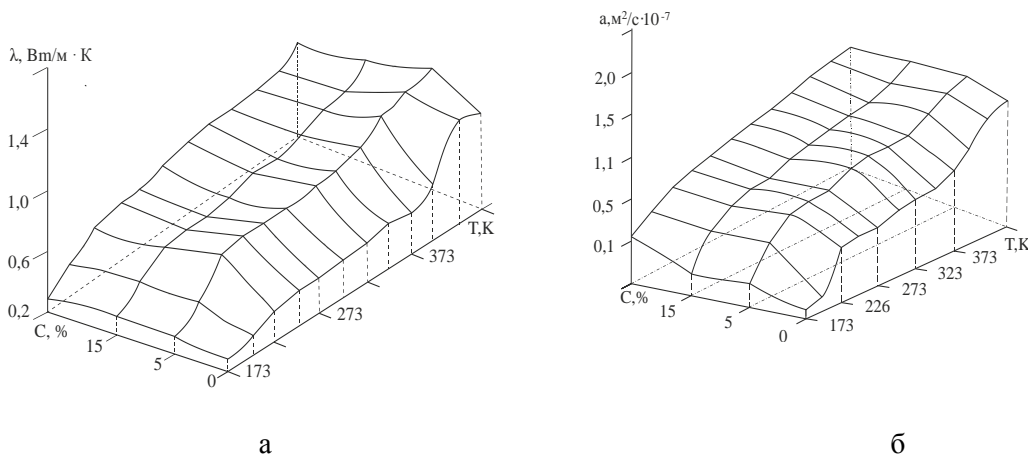 λ, Вm/м · К
1,4
1,0
0,6
0,2
С, %
15
5
0
173
273
373
Т,К
а
а,м²/с·10⁻⁷
2,0
1,5
1,1
0,5
0,1
С,%
15
5
0
173
226
273
323
373
Т,К
б